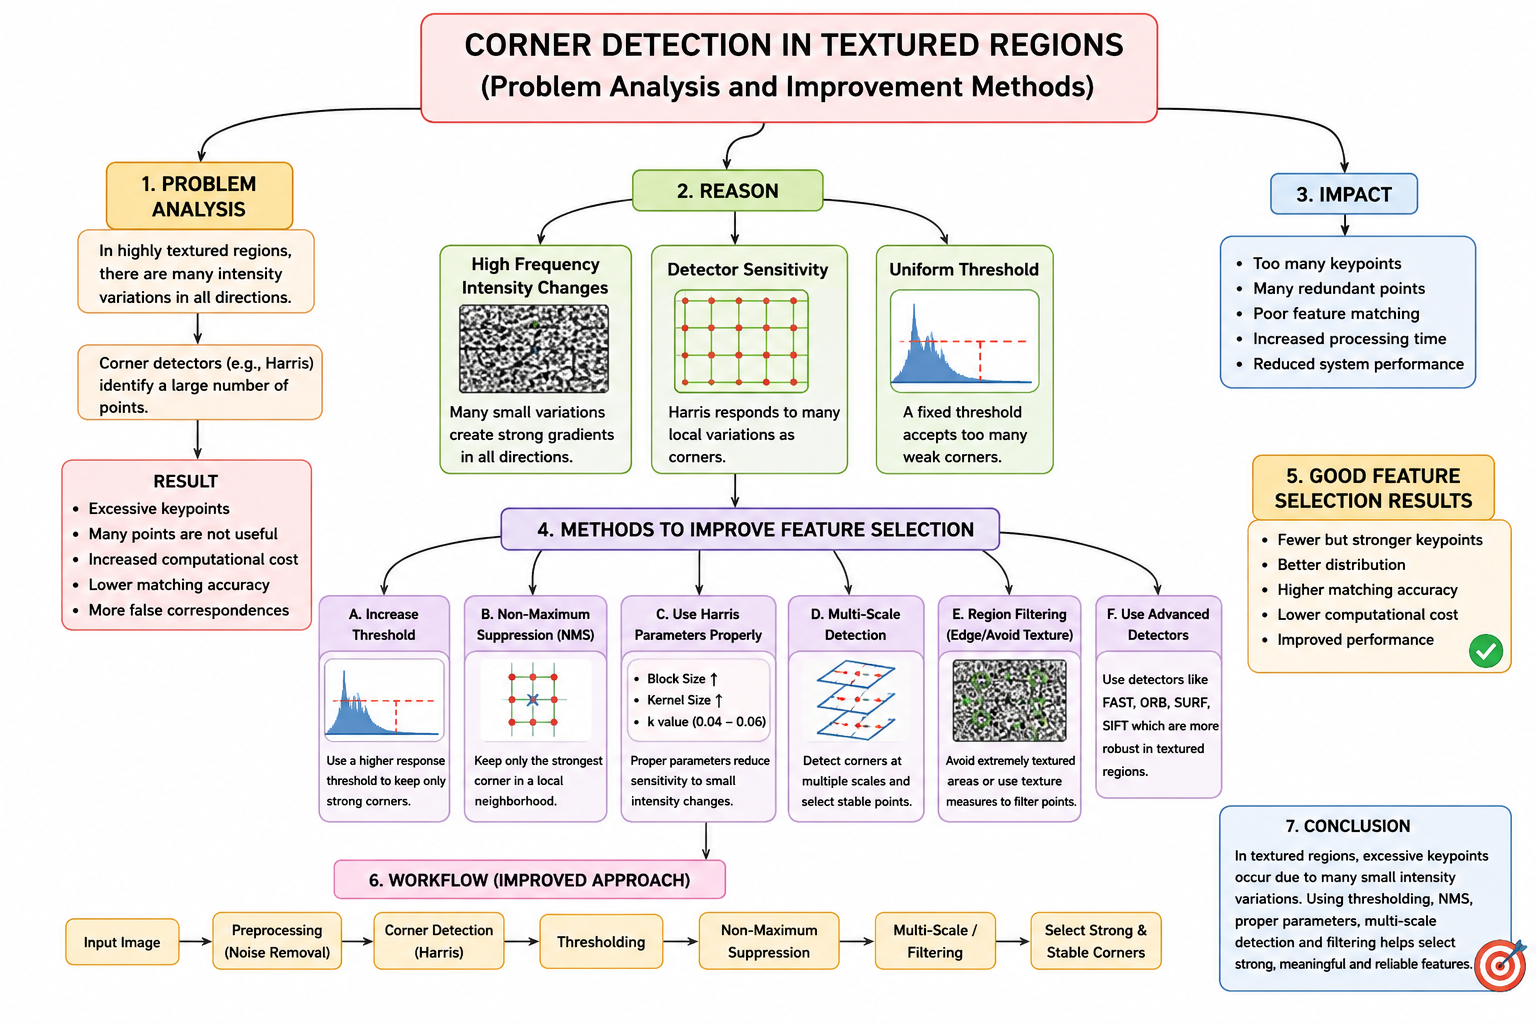 CORNER DETECTION IN TEXTURED REGIONS
(Problem Analysis and Improvement Methods)
1. PROBLEM
ANALYSIS
In highly textured regions,
there are many intensity
variations in all directions.
Corner detectors (e.g., Harris)
identify a large number of
points.
RESULT
• Excessive keypoints
• Many points are not useful
• Increased computational cost
• Lower matching accuracy
• More false correspondences
2. REASON
High Frequency
Intensity Changes
Many small variations
create strong gradients
in all directions.
Detector Sensitivity
Harris responds to many
local variations as
corners.
Uniform Threshold
A fixed threshold
accepts too many
weak corners.
3. IMPACT
• Too many keypoints
• Many redundant points
• Poor feature matching
• Increased processing time
• Reduced system performance
4. METHODS TO IMPROVE FEATURE SELECTION
A. Increase
Threshold
Use a higher response
threshold to keep only
strong corners.
B. Non-Maximum
Suppression (NMS)
Keep only the strongest
corner in a local
neighborhood.
C. Use Harris
Parameters Properly
• Block Size ↑
• Kernel Size ↑
• k value (0.04 – 0.06)
Proper parameters reduce
sensitivity to small
intensity changes.
D. Multi-Scale
Detection
Detect corners at
multiple scales and
select stable points.
E. Region Filtering
(Edge/Avoid Texture)
Avoid extremely textured
areas or use texture
measures to filter points.
F. Use Advanced
Detectors
Use detectors like
FAST, ORB, SURF,
SIFT which are more
robust in textured
regions.
5. GOOD FEATURE
SELECTION RESULTS
• Fewer but stronger keypoints
• Better distribution
• Higher matching accuracy
• Lower computational cost
• Improved performance
6. WORKFLOW (IMPROVED APPROACH)
Input Image
Preprocessing
(Noise Removal)
Corner Detection
(Harris)
Thresholding
Non-Maximum
Suppression
Multi-Scale /
Filtering
Select Strong &
Stable Corners
7. CONCLUSION
In textured regions, excessive keypoints
occur due to many small intensity
variations. Using thresholding, NMS,
proper parameters, multi-scale
detection and filtering helps select
strong, meaningful and reliable features.